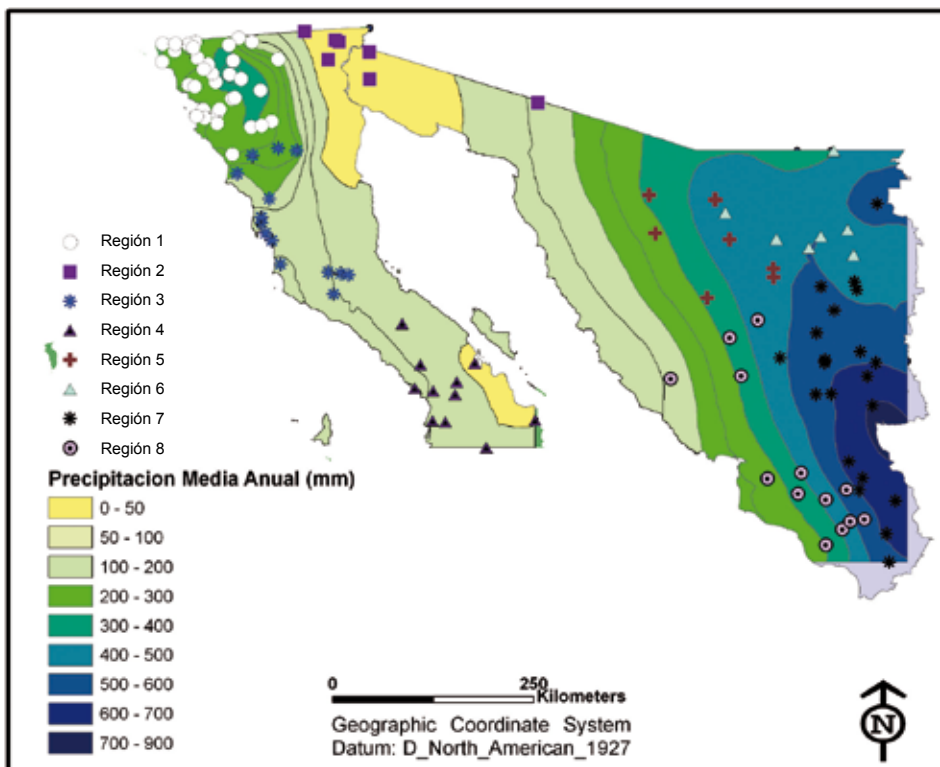 Región 1
Región 2
Región 3
Región 4
Región 5
Región 6
Región 7
Región 8
Precipitacion Media Anual (mm)
0 - 50
50 - 100
100 - 200
200 - 300
300 - 400
400 - 500
500 - 600
600 - 700
700 - 900
0 250
Kilometers
Geographic Coordinate System
Datum: D_North_American_1927
N